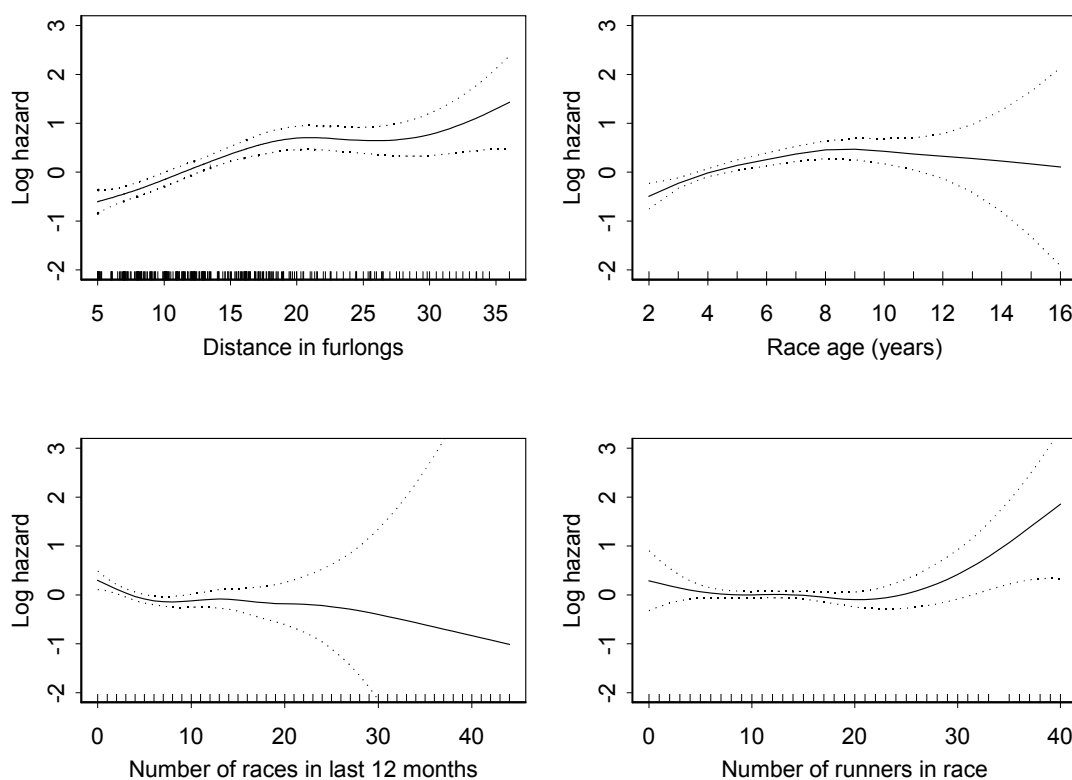 3
2
1
0
-1
-2
Log hazard
5 10 15 20 25 30 35
Distance in furlongs
3
2
1
0
-1
-2
Log hazard
2 4 6 8 10 12 14 16
Race age (years)
3
2
1
0
-1
-2
Log hazard
0 10 20 30 40
Number of races in last 12 months
3
2
1
0
-1
-2
Log hazard
0 10 20 30 40
Number of runners in race